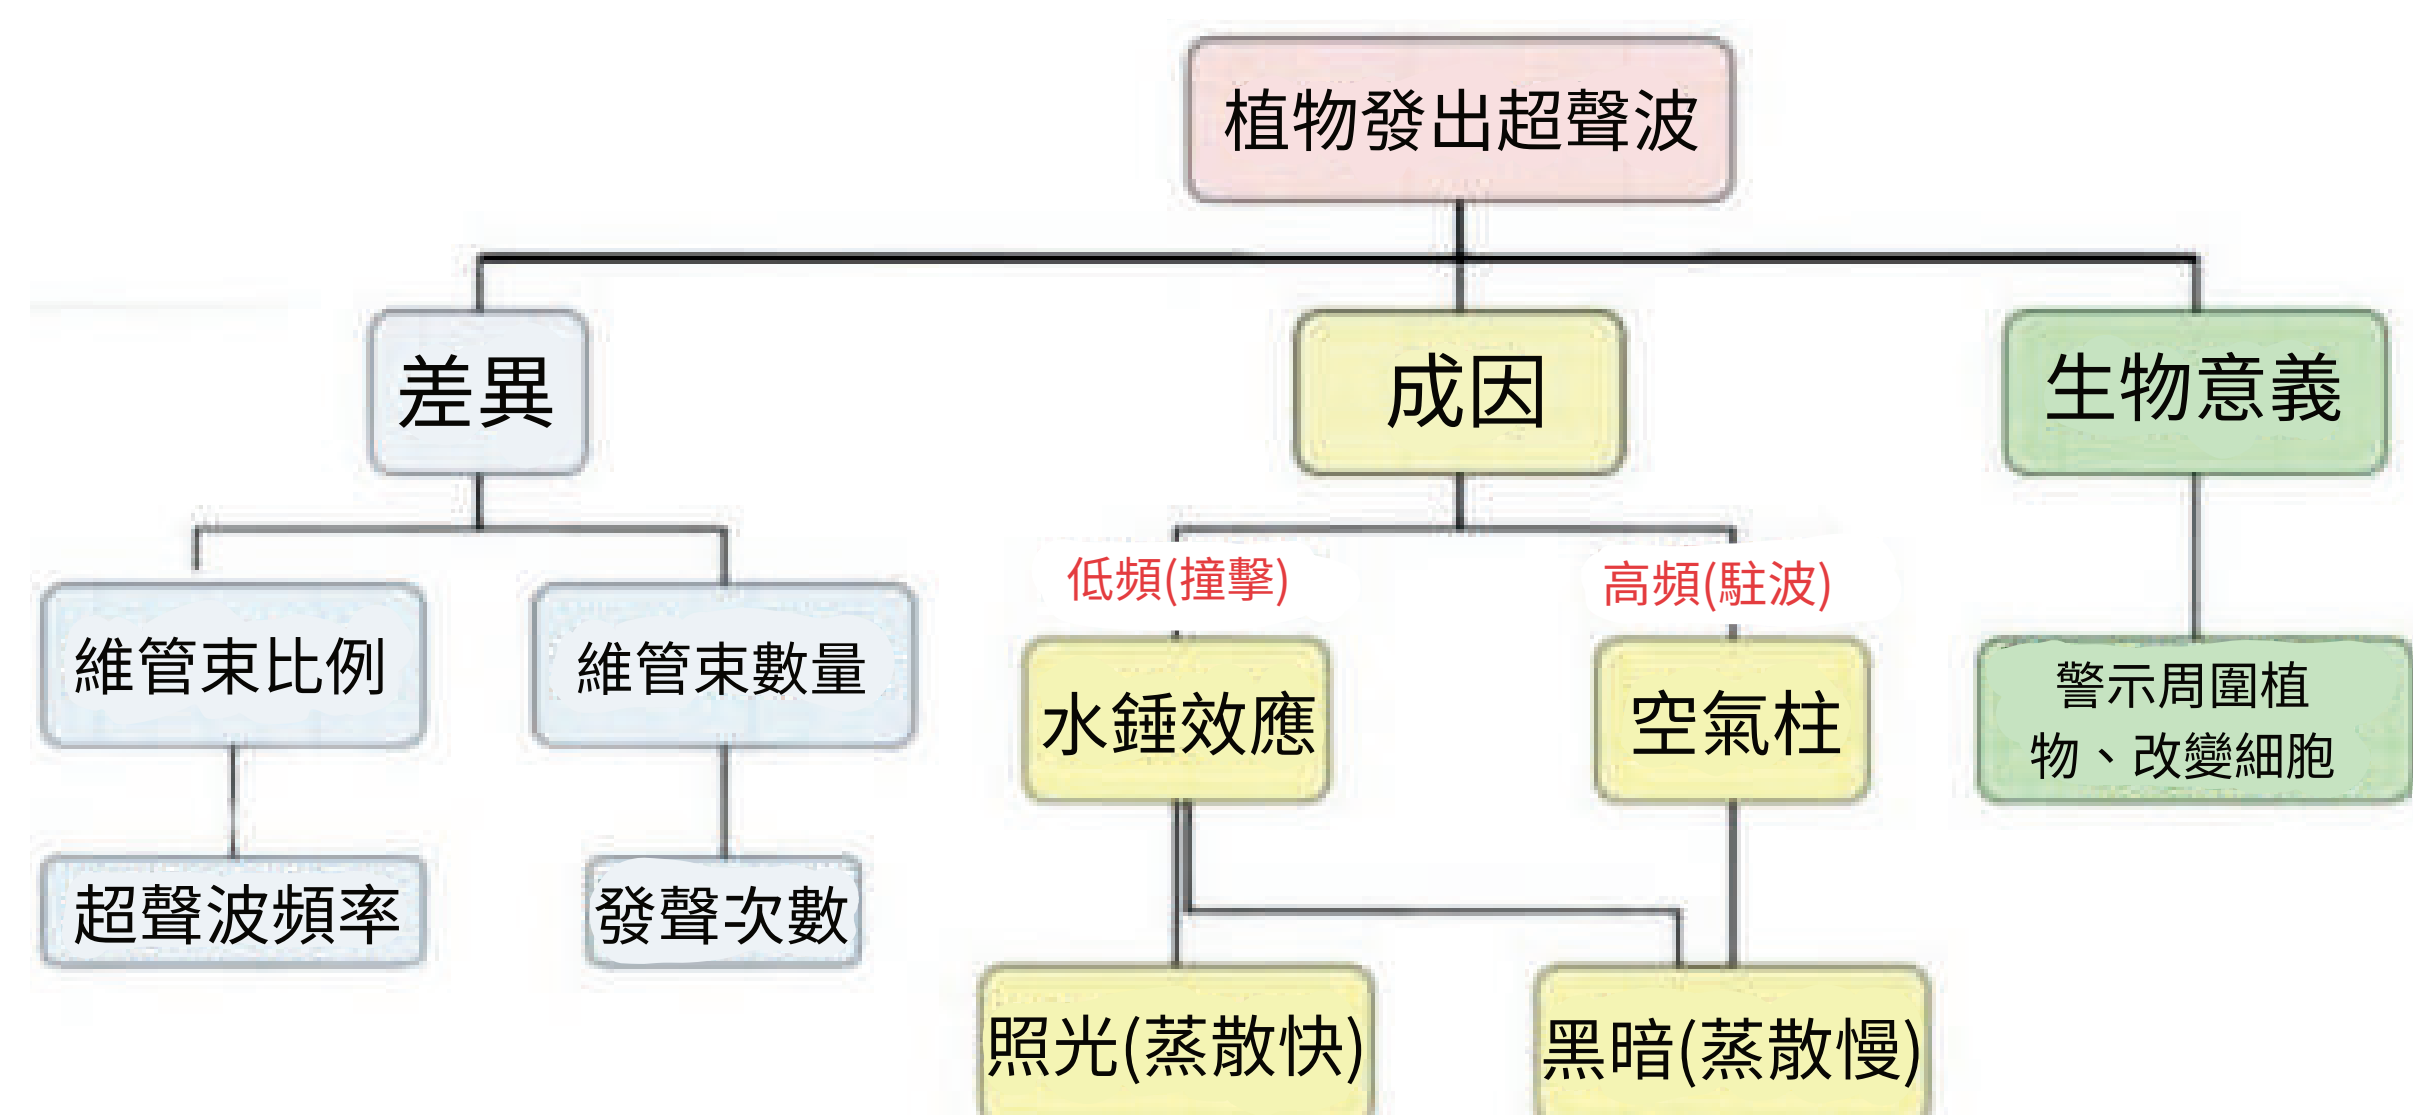 植物發出超聲波
差異
成因
生物意義
低頻(撞擊)
高頻(駐波)
維管束比例
維管束數量
水錘效應
空氣柱
警示周圍植
物、改變細胞
超聲波頻率
發聲次數
照光(蒸散快)
黑暗(蒸散慢)